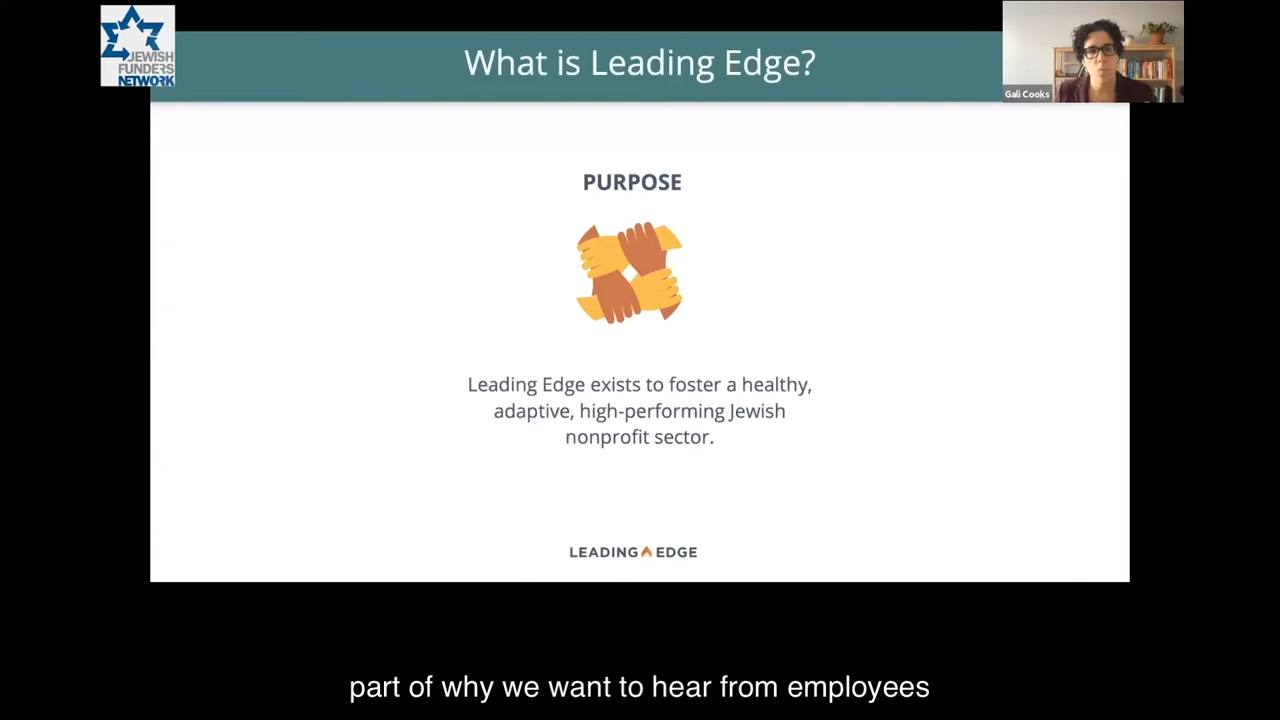 JEWISH
FUNDERS
NETWORK
What is Leading Edge?
Gali Cooks
PURPOSE
Leading Edge exists to foster a healthy,
adaptive, high-performing Jewish
nonprofit sector.
LEADING EDGE
part of why we want to hear from employees